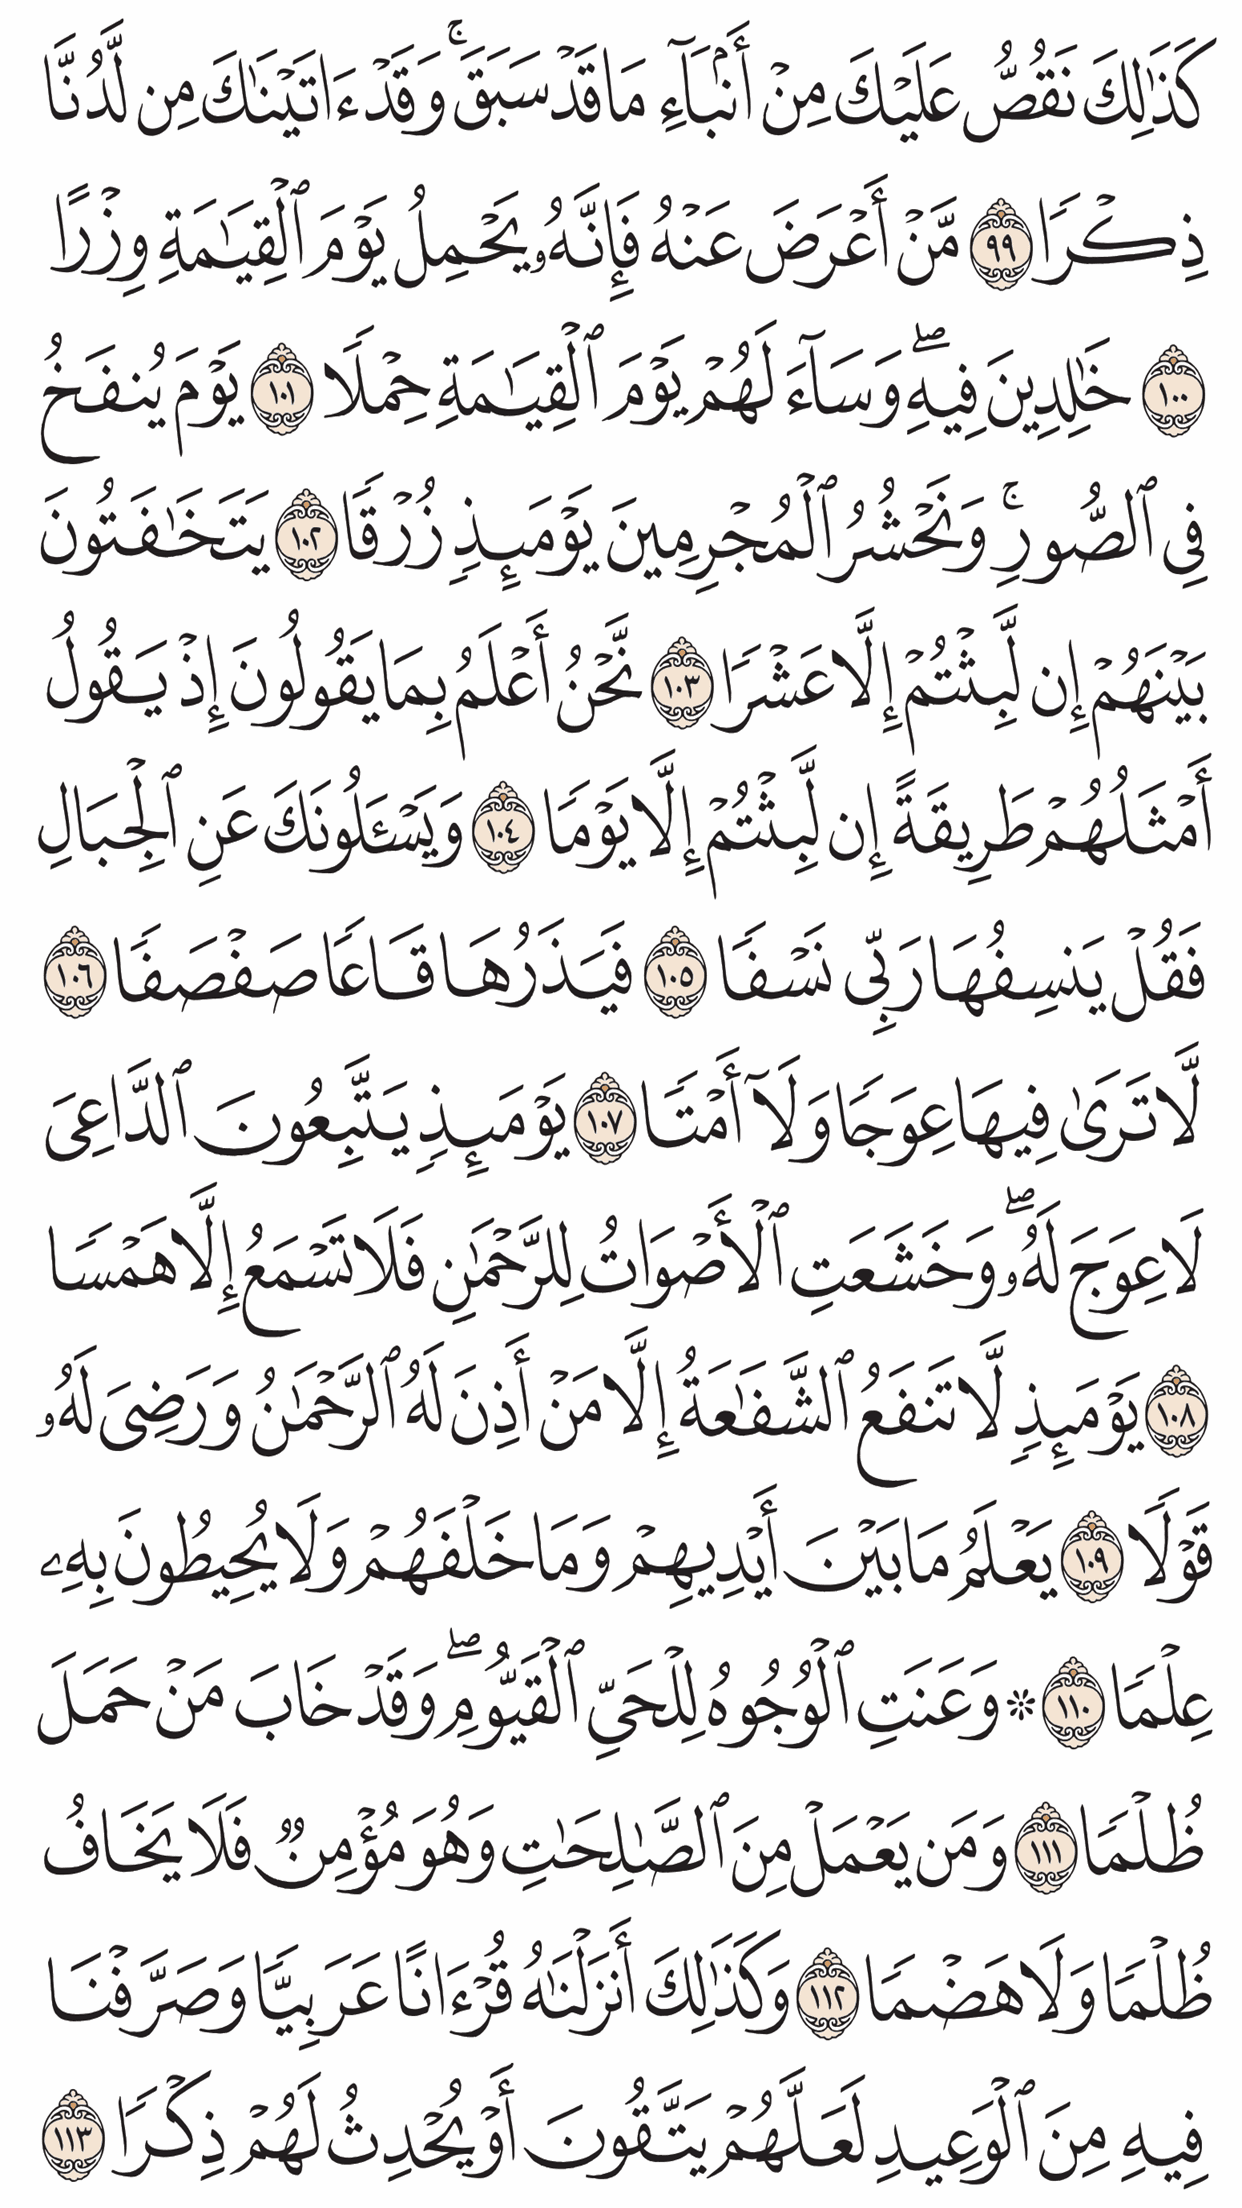 كَذَٰلِكَ نَقُصُّ عَلَيۡكَ مِنۡ أَنۢبَآءِ مَا قَدۡ سَبَقَۚ وَقَدۡ ءَاتَيۡنَٰكَ مِن لَّدُنَّا
ذِكۡرٗا ٩٩ مَّنۡ أَعۡرَضَ عَنۡهُ فَإِنَّهُۥ يَحۡمِلُ يَوۡمَ ٱلۡقِيَٰمَةِ وِزۡرًا
١٠٠ خَٰلِدِينَ فِيهِۖ وَسَآءَ لَهُمۡ يَوۡمَ ٱلۡقِيَٰمَةِ حِمۡلٗا ١٠١ يَوۡمَ يُنفَخُ
فِي ٱلصُّورِۚ وَنَحۡشُرُ ٱلۡمُجۡرِمِينَ يَوۡمَئِذٖ زُرۡقٗا ١٠٢ يَتَخَٰفَتُونَ
بَيۡنَهُمۡ إِن لَّبِثۡتُمۡ إِلَّا عَشۡرٗا ١٠٣ نَّحۡنُ أَعۡلَمُ بِمَا يَقُولُونَ إِذۡ يَقُولُ
أَمۡثَلُهُمۡ طَرِيقَةً إِن لَّبِثۡتُمۡ إِلَّا يَوۡمٗا ١٠٤ وَيَسۡـَٔلُونَكَ عَنِ ٱلۡجِبَالِ
فَقُلۡ يَنسِفُهَا رَبِّي نَسۡفٗا ١٠٥ فَيَذَرُهَا قَاعٗا صَفۡصَفٗا ١٠٦
لَّا تَرَىٰ فِيهَا عِوَجٗا وَلَآ أَمۡتٗا ١٠٧ يَوۡمَئِذٖ يَتَّبِعُونَ ٱلدَّاعِيَ
لَا عِوَجَ لَهُۥۖ وَخَشَعَتِ ٱلۡأَصۡوَاتُ لِلرَّحۡمَٰنِ فَلَا تَسۡمَعُ إِلَّا هَمۡسٗا
١٠٨ يَوۡمَئِذٖ لَّا تَنفَعُ ٱلشَّفَٰعَةُ إِلَّا مَنۡ أَذِنَ لَهُ ٱلرَّحۡمَٰنُ وَرَضِيَ لَهُۥ
قَوۡلٗا ١٠٩ يَعۡلَمُ مَا بَيۡنَ أَيۡدِيهِمۡ وَمَا خَلۡفَهُمۡ وَلَا يُحِيطُونَ بِهِۦ
عِلۡمٗا ١١٠ ۞ وَعَنَتِ ٱلۡوُجُوهُ لِلۡحَيِّ ٱلۡقَيُّومِۖ وَقَدۡ خَابَ مَنۡ حَمَلَ
ظُلۡمٗا ١١١ وَمَن يَعۡمَلۡ مِنَ ٱلصَّٰلِحَٰتِ وَهُوَ مُؤۡمِنٞ فَلَا يَخَافُ
ظُلۡمٗا وَلَا هَضۡمٗا ١١٢ وَكَذَٰلِكَ أَنزَلۡنَٰهُ قُرۡءَانًا عَرَبِيّٗا وَصَرَّفۡنَا
فِيهِ مِنَ ٱلۡوَعِيدِ لَعَلَّهُمۡ يَتَّقُونَ أَوۡ يُحۡدِثُ لَهُمۡ ذِكۡرٗا ١١٣